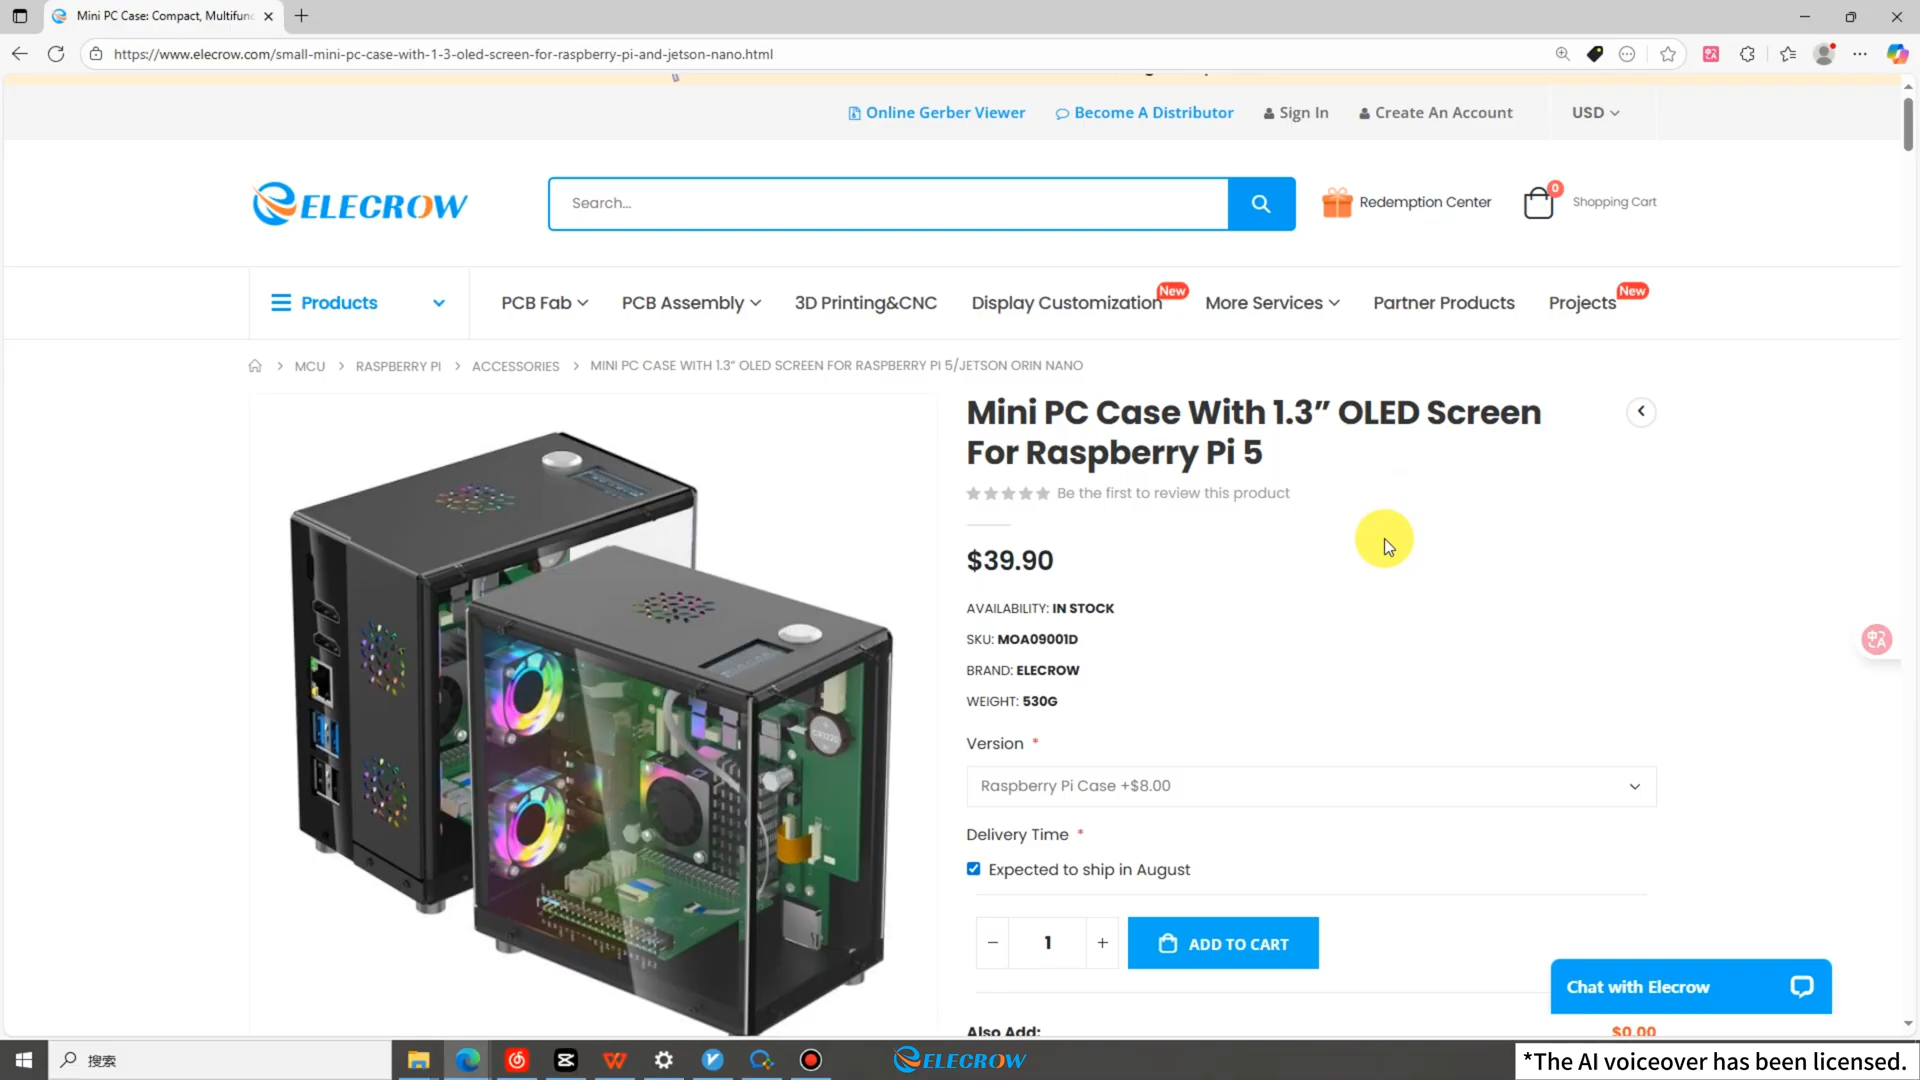 Mini PC Case: Compact, Multifunc
https://www.elecrow.com/small-mini-pc-case-with-1-3-oled-screen-for-raspberry-pi-and-jetson-nano.html
Online Gerber Viewer
Become A Distributor
Sign In
Create An Account
USD
ELECROW
Search...
Redemption Center
0
Shopping Cart
Products
PCB Fab
PCB Assembly
3D Printing&CNC
Display Customization
New
More Services
Partner Products
Projects
New
MCU > RASPBERRY PI > ACCESSORIES > MINI PC CASE WITH 1.3” OLED SCREEN FOR RASPBERRY PI 5/JETSON ORIN NANO
Mini PC Case With 1.3” OLED Screen
For Raspberry Pi 5
Be the first to review this product
$39.90
AVAILABILITY: IN STOCK
SKU: MOA09001D
BRAND: ELECROW
WEIGHT: 530G
Version *
Raspberry Pi Case +$8.00
Delivery Time *
Expected to ship in August
− 1 +
ADD TO CART
Chat with Elecrow
Also Add:
$0.00
搜索
ELECROW
*The AI voiceover has been licensed.